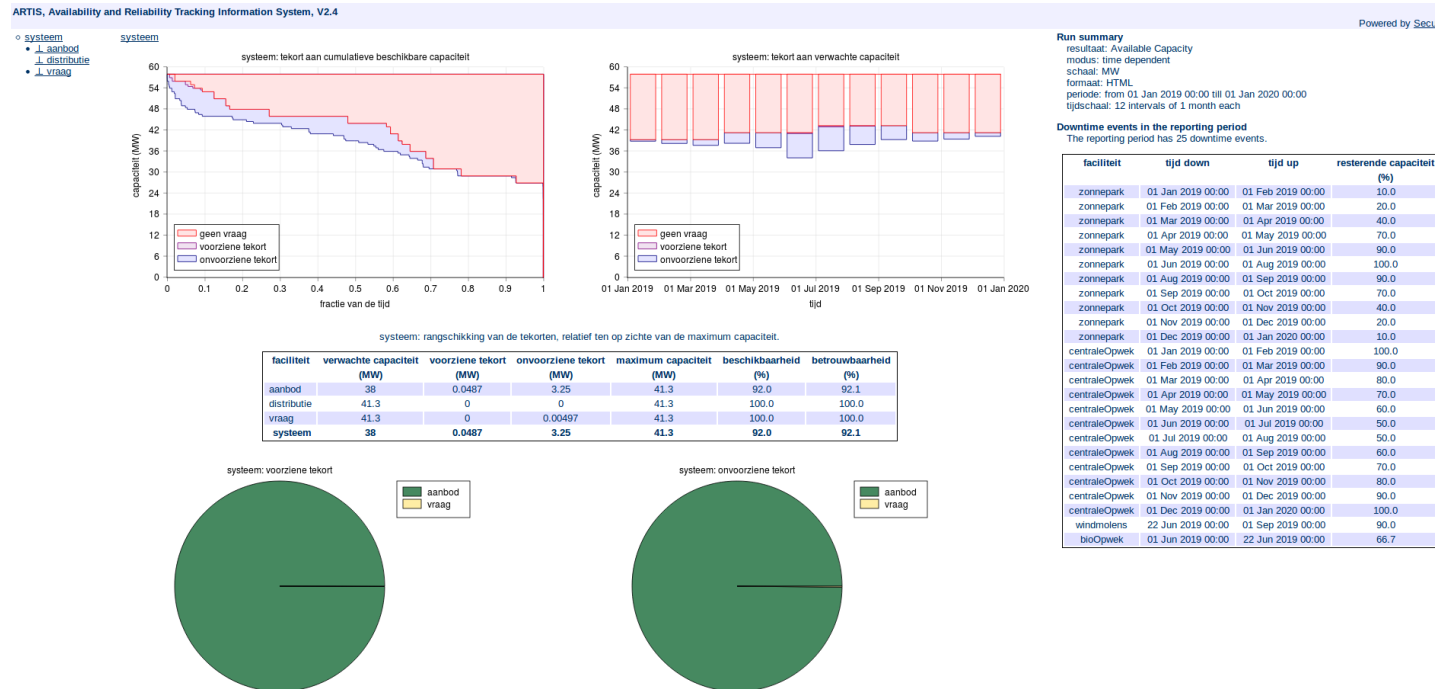 ARTIS, Availability and Reliability Tracking Information System, V2.4
Powered by Secu
systeem
aanbod
distributie
vraag
systeem
systeem: tekort aan cumulatieve beschikbare capaciteit
capaciteit (MW)
60
54
48
42
36
30
24
18
12
6
0
geen vraag
voorziene tekort
onvoorziene tekort
0 0.1 0.2 0.3 0.4 0.5 0.6 0.7 0.8 0.9 1
fractie van de tijd
systeem: tekort aan verwachte capaciteit
capaciteit (MW)
60
54
48
42
36
30
24
18
12
6
0
geen vraag
voorziene tekort
onvoorziene tekort
01 Jan 2019 01 Mar 2019 01 May 2019 01 Jul 2019 01 Sep 2019 01 Nov 2019 01 Jan 2020
tijd
systeem: rangschikking van de tekorten, relatief ten op zichte van de maximum capaciteit.
faciliteit verwachte capaciteit voorziene tekort onvoorziene tekort maximum capaciteit beschikbaarheid betrouwbaarheid
(MW) (MW) (MW) (MW) (%) (%)
aanbod 38 0.0487 3.25 41.3 92.0 92.1
distributie 41.3 0 0 41.3 100.0 100.0
vraag 41.3 0 0.00497 41.3 100.0 100.0
systeem 38 0.0487 3.25 41.3 92.0 92.1
systeem: voorziene tekort
aanbod
vraag
systeem: onvoorziene tekort
aanbod
vraag
Run summary
resultaat: Available Capacity
modus: time dependent
schaal: MW
formaat: HTML
periode: from 01 Jan 2019 00:00 till 01 Jan 2020 00:00
tijdschaal: 12 intervals of 1 month each
Downtime events in the reporting period
The reporting period has 25 downtime events.
faciliteit tijd down tijd up resterende capaciteit
(%)
zonnepark 01 Jan 2019 00:00 01 Feb 2019 00:00 10.0
zonnepark 01 Feb 2019 00:00 01 Mar 2019 00:00 20.0
zonnepark 01 Mar 2019 00:00 01 Apr 2019 00:00 40.0
zonnepark 01 Apr 2019 00:00 01 May 2019 00:00 70.0
zonnepark 01 May 2019 00:00 01 Jun 2019 00:00 90.0
zonnepark 01 Jun 2019 00:00 01 Aug 2019 00:00 100.0
zonnepark 01 Aug 2019 00:00 01 Sep 2019 00:00 90.0
zonnepark 01 Sep 2019 00:00 01 Oct 2019 00:00 70.0
zonnepark 01 Oct 2019 00:00 01 Nov 2019 00:00 40.0
zonnepark 01 Nov 2019 00:00 01 Dec 2019 00:00 20.0
zonnepark 01 Dec 2019 00:00 01 Jan 2020 00:00 10.0
centraleOpwek 01 Jan 2019 00:00 01 Feb 2019 00:00 100.0
centraleOpwek 01 Feb 2019 00:00 01 Mar 2019 00:00 90.0
centraleOpwek 01 Mar 2019 00:00 01 Apr 2019 00:00 80.0
centraleOpwek 01 Apr 2019 00:00 01 May 2019 00:00 70.0
centraleOpwek 01 May 2019 00:00 01 Jun 2019 00:00 60.0
centraleOpwek 01 Jun 2019 00:00 01 Jul 2019 00:00 50.0
centraleOpwek 01 Jul 2019 00:00 01 Aug 2019 00:00 50.0
centraleOpwek 01 Aug 2019 00:00 01 Sep 2019 00:00 60.0
centraleOpwek 01 Sep 2019 00:00 01 Oct 2019 00:00 70.0
centraleOpwek 01 Oct 2019 00:00 01 Nov 2019 00:00 80.0
centraleOpwek 01 Nov 2019 00:00 01 Dec 2019 00:00 90.0
centraleOpwek 01 Dec 2019 00:00 01 Jan 2020 00:00 100.0
windmolens 22 Jun 2019 00:00 01 Sep 2019 00:00 90.0
bioOpwek 01 Jun 2019 00:00 22 Jun 2019 00:00 66.7